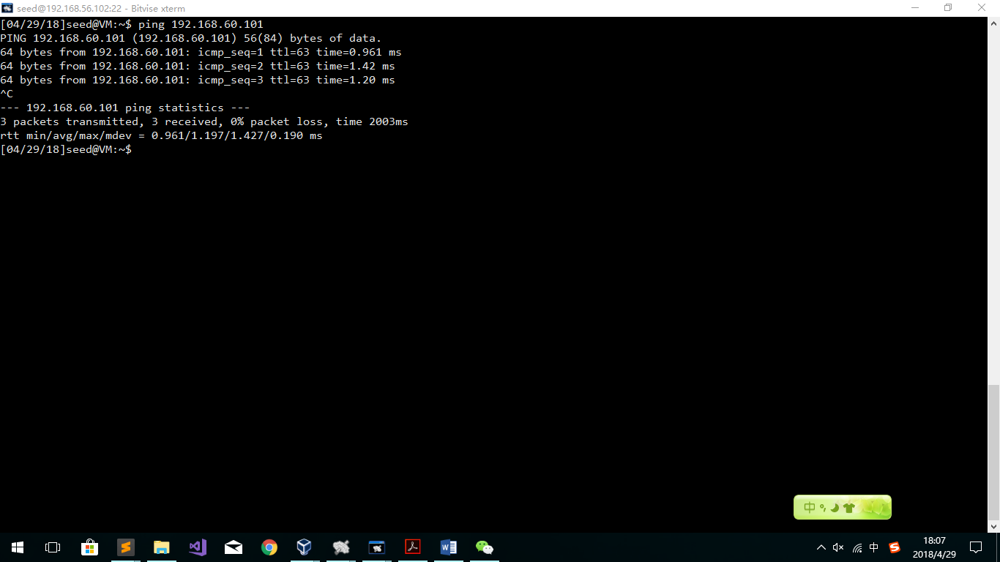 seed@192.168.56.102:22 - Bitvise xterm
[04/29/18]seed@VM:~$ ping 192.168.60.101
PING 192.168.60.101 (192.168.60.101) 56(84) bytes of data.
64 bytes from 192.168.60.101: icmp_seq=1 ttl=63 time=0.961 ms
64 bytes from 192.168.60.101: icmp_seq=2 ttl=63 time=1.42 ms
64 bytes from 192.168.60.101: icmp_seq=3 ttl=63 time=1.20 ms
^C
--- 192.168.60.101 ping statistics ---
3 packets transmitted, 3 received, 0% packet loss, time 2003ms
rtt min/avg/max/mdev = 0.961/1.197/1.427/0.190 ms
[04/29/18]seed@VM:~$
中
中
18:07
2018/4/29